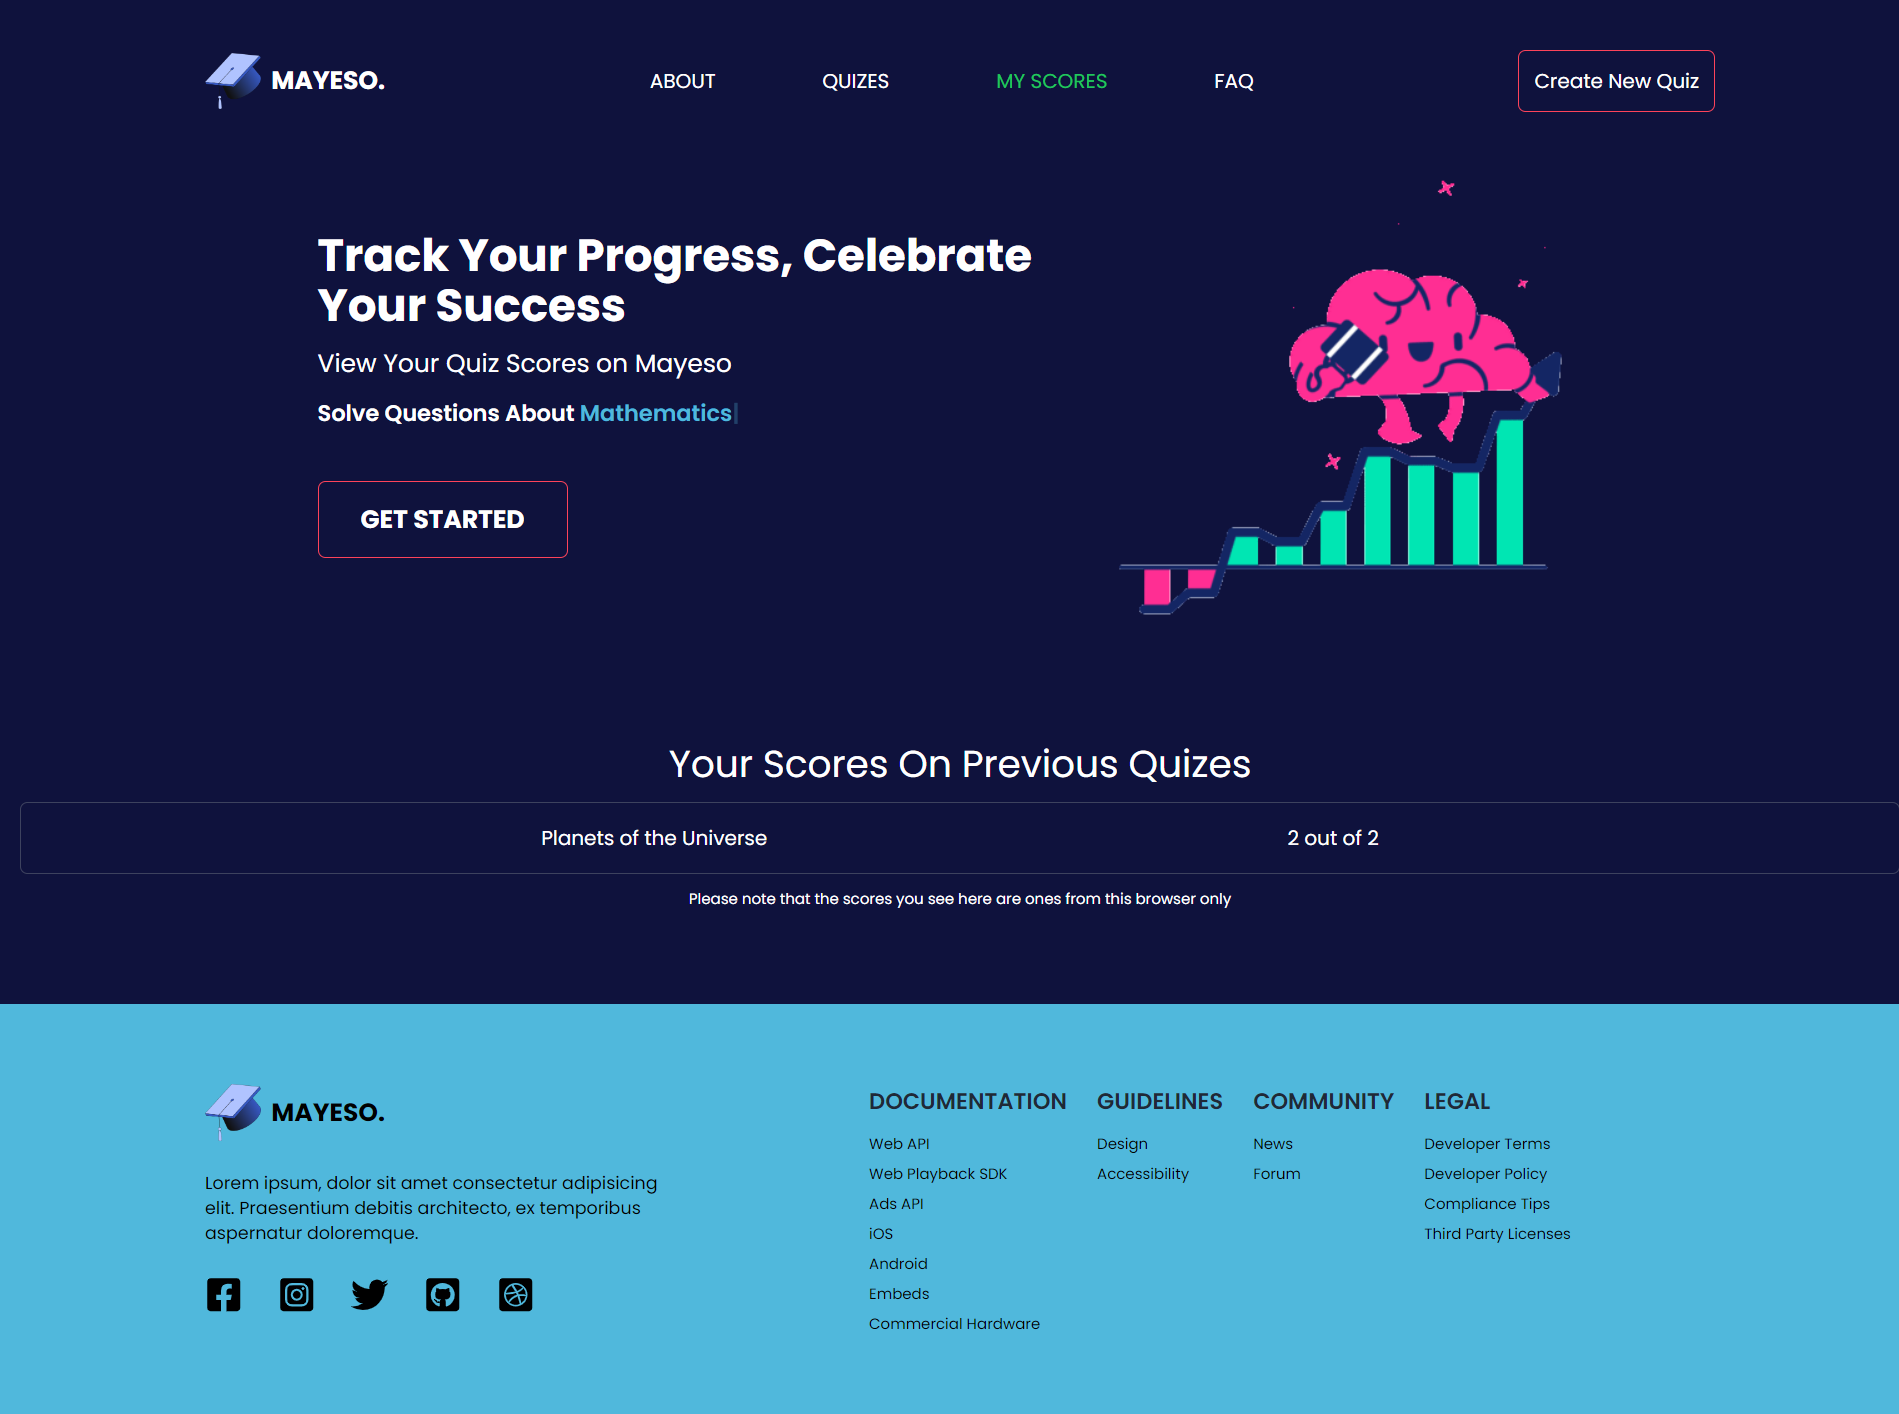 MAYESO.
ABOUT
QUIZES
MY SCORES
FAQ
Create New Quiz
Track Your Progress, Celebrate
Your Success
View Your Quiz Scores on Mayeso
Solve Questions About Mathematics|
GET STARTED
Your Scores On Previous Quizes
Planets of the Universe
2 out of 2
Please note that the scores you see here are ones from this browser only
MAYESO.
Lorem ipsum, dolor sit amet consectetur adipisicing
elit. Praesentium debitis architecto, ex temporibus
aspernatur doloremque.
DOCUMENTATION
Web API
Web Playback SDK
Ads API
iOS
Android
Embeds
Commercial Hardware
GUIDELINES
Design
Accessibility
COMMUNITY
News
Forum
LEGAL
Developer Terms
Developer Policy
Compliance Tips
Third Party Licenses